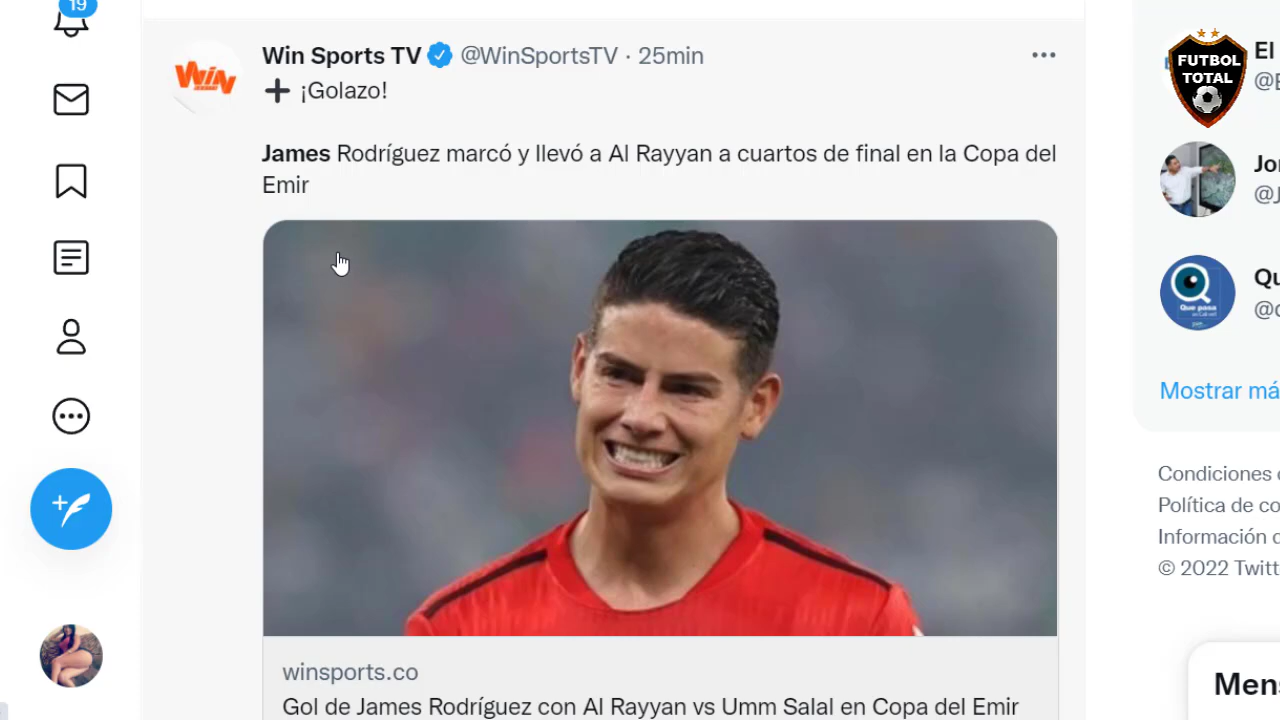 19
Win Sports TV @WinSportsTV · 25min
➕ ¡Golazo!
James Rodríguez marcó y llevó a Al Rayyan a cuartos de final en la Copa del
Emir
winsports.co
Gol de James Rodríguez con Al Rayyan vs Umm Salal en Copa del Emir
WIN
FUTBOL
TOTAL
El
@E
Jo
@J
Qu
@
Que pasa
Mostrar má
Condiciones
Política de co
Información
© 2022 Twitt
Mens